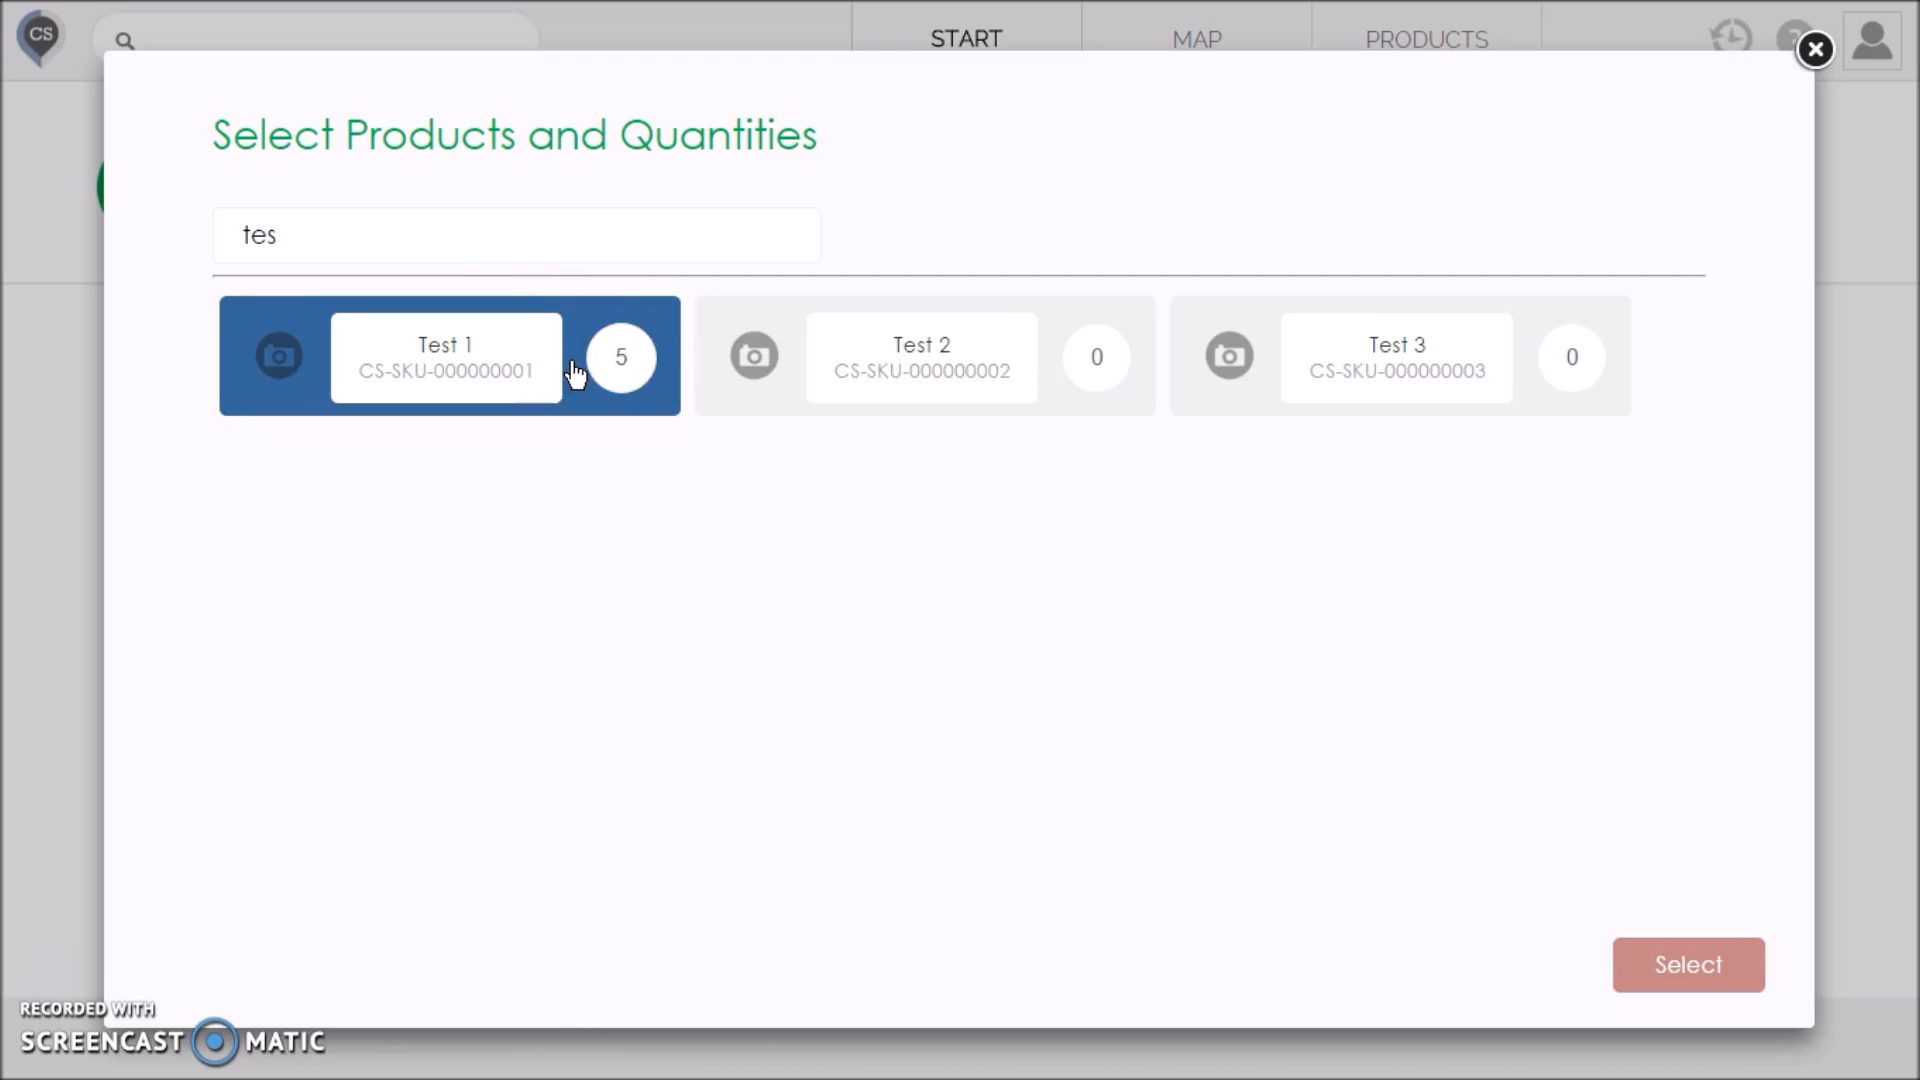 CS
START
MAP
PRODUCTS
?
Select Products and Quantities
tes
Test 1
CS-SKU-000000001
5
Test 2
CS-SKU-000000002
0
Test 3
CS-SKU-000000003
0
Select
RECORDED WITH
SCREENCAST MATIC